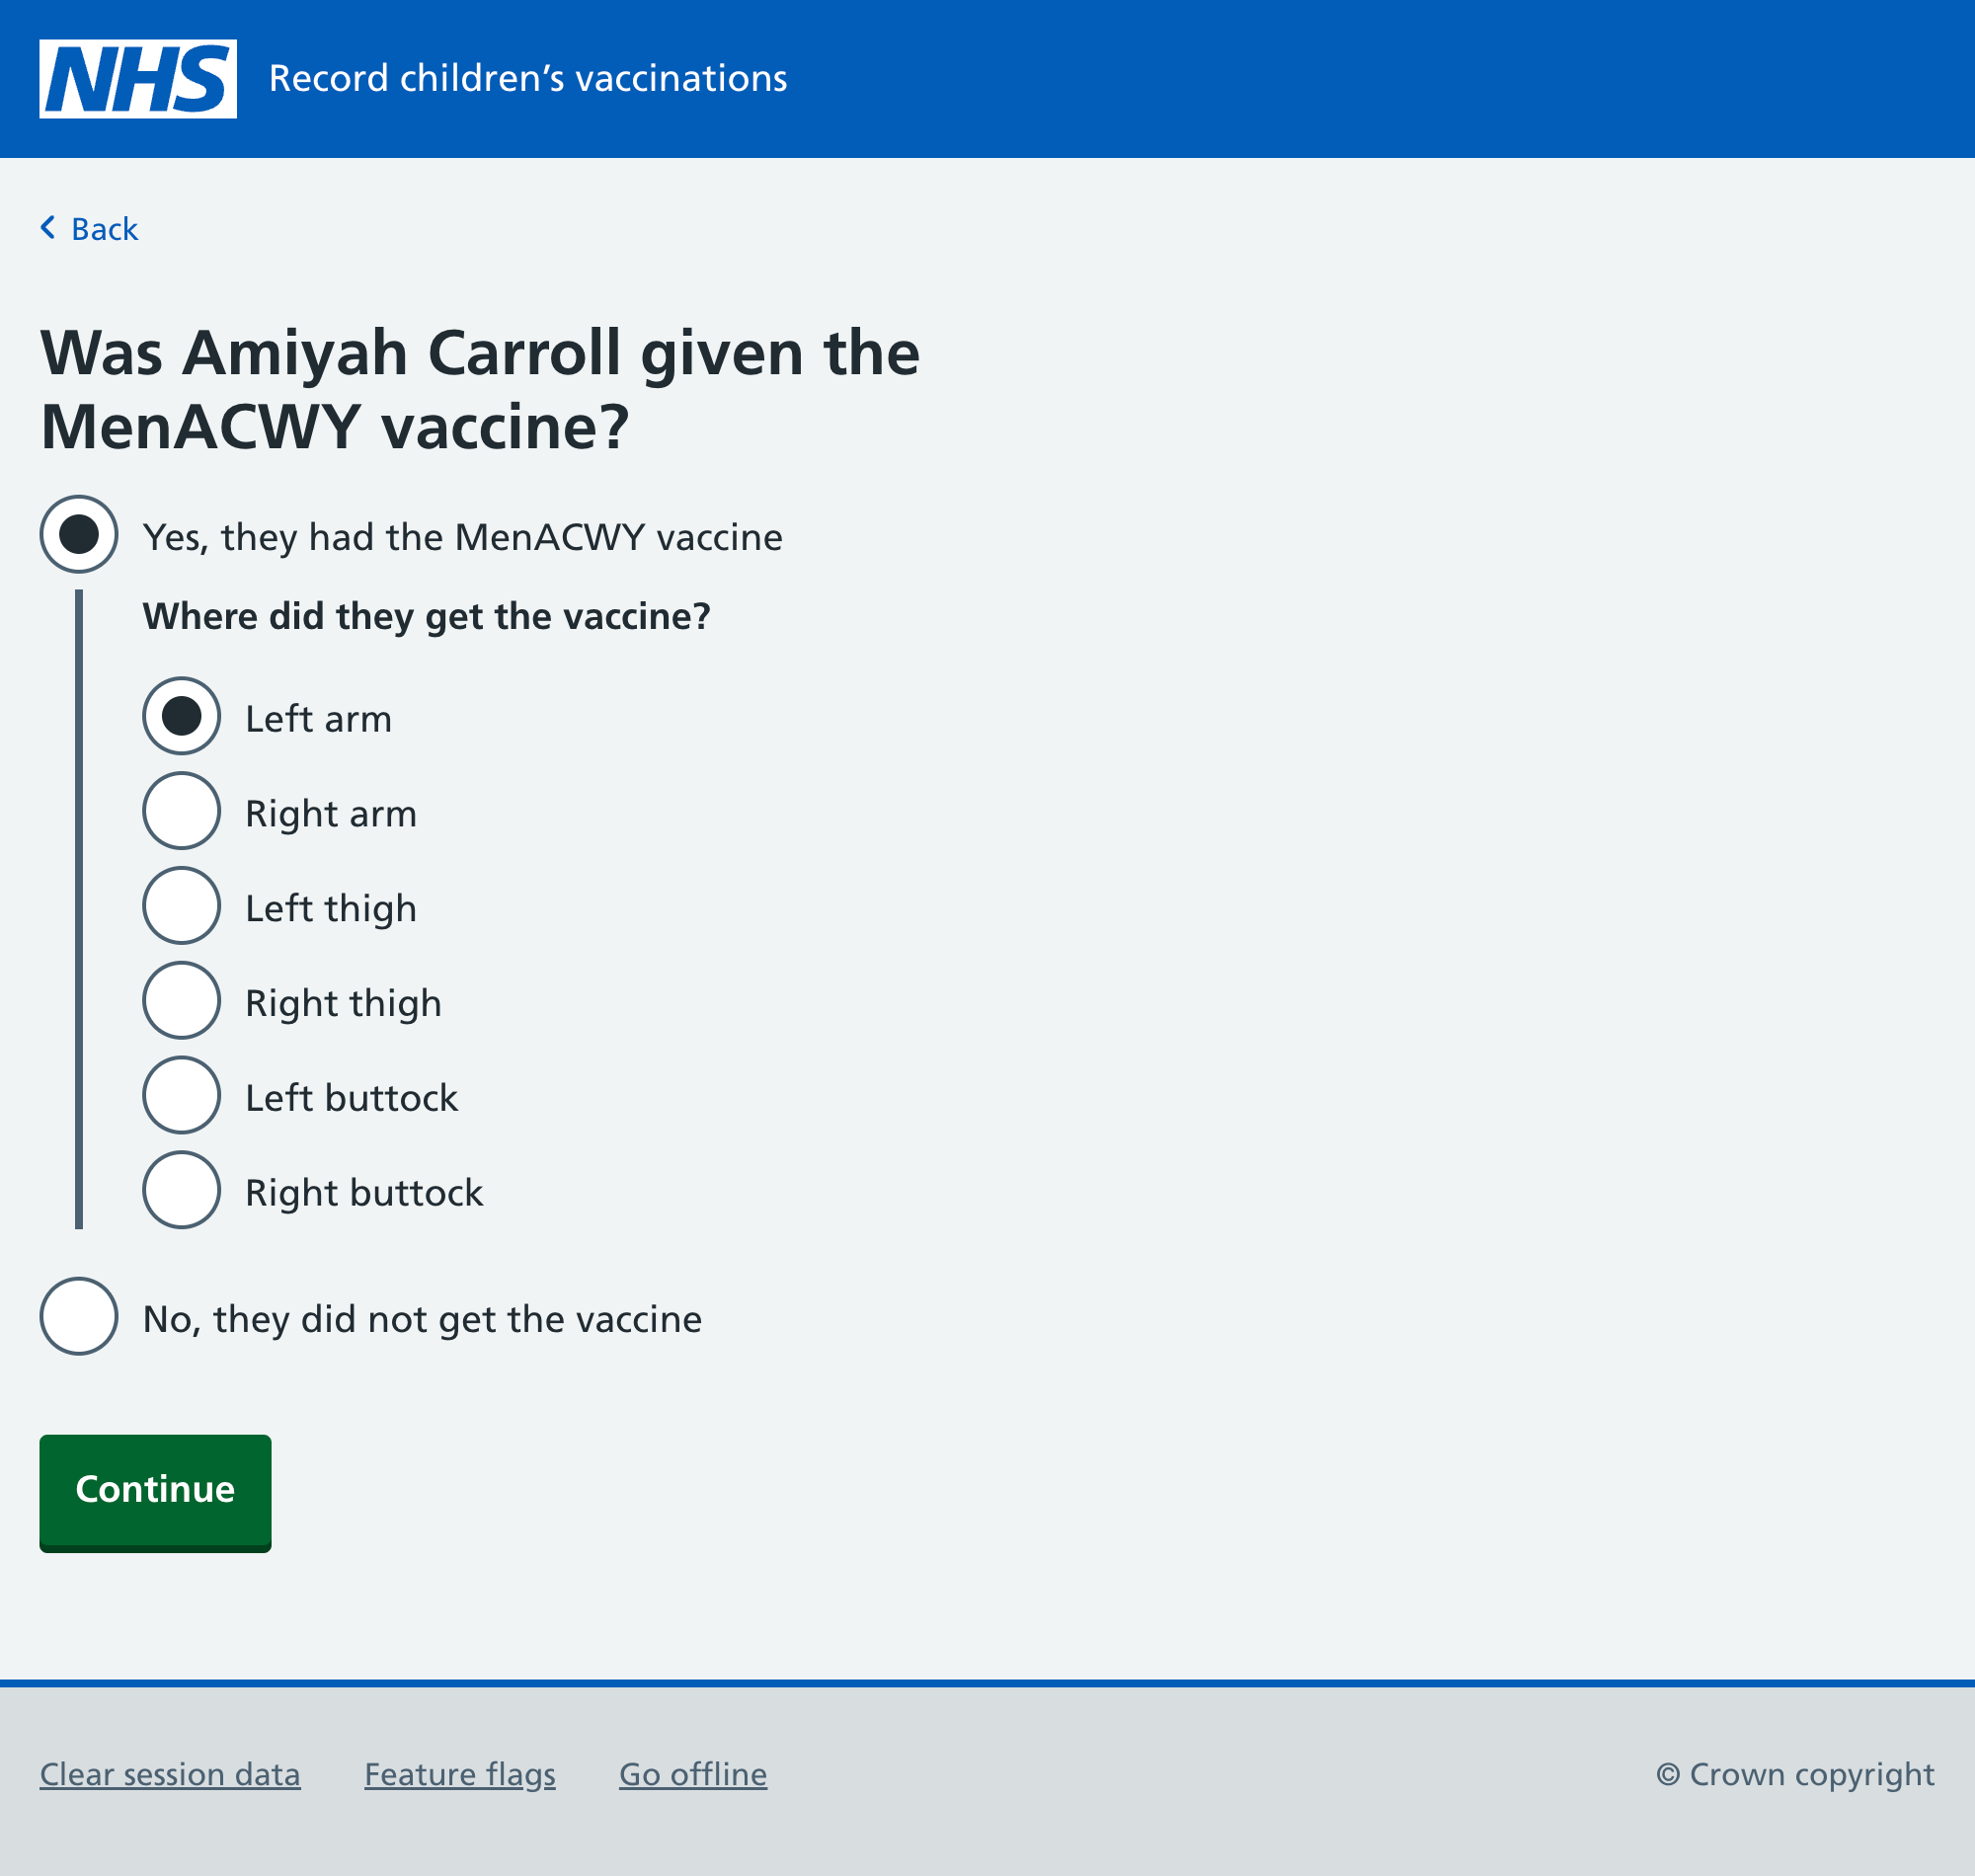 NHS Record children’s vaccinations
Back
Was Amiyah Carroll given the
MenACWY vaccine?
Yes, they had the MenACWY vaccine
Where did they get the vaccine?
Left arm
Right arm
Left thigh
Right thigh
Left buttock
Right buttock
No, they did not get the vaccine
Continue
Clear session data Feature flags Go offline © Crown copyright